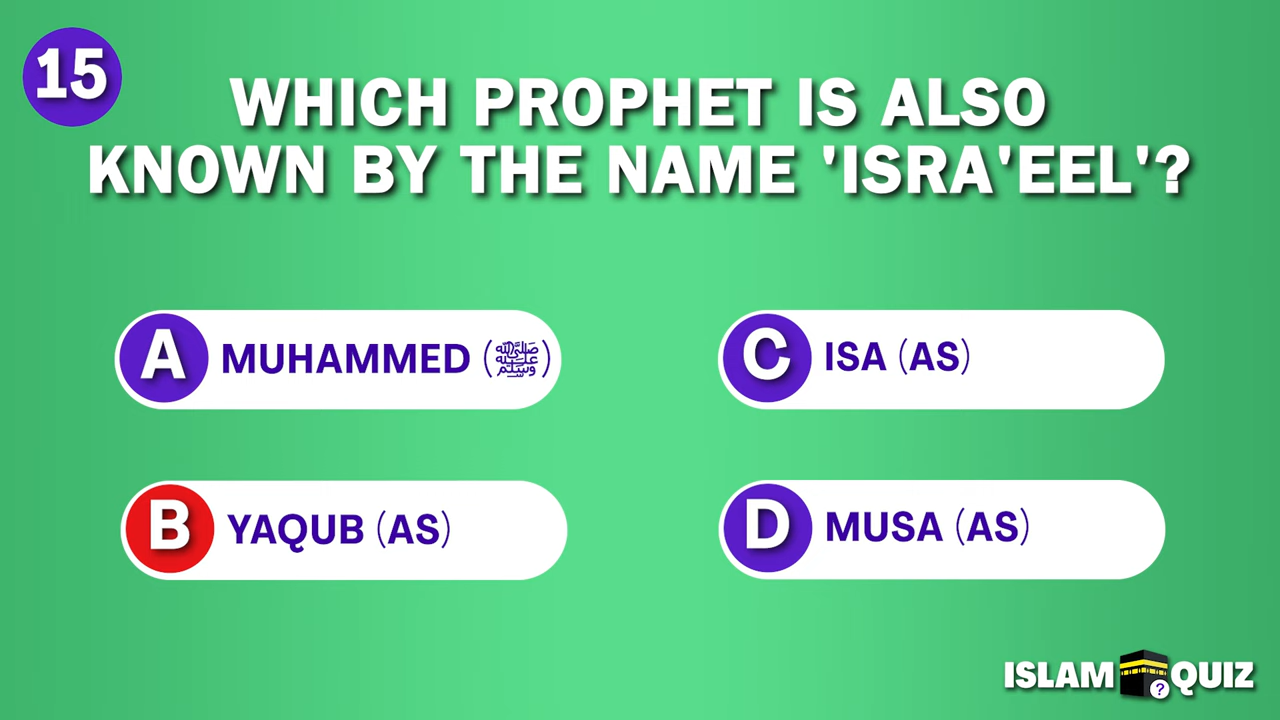 15
WHICH PROPHET IS ALSO
KNOWN BY THE NAME 'ISRA'EEL'?
A MUHAMMED (ﷺ)
B YAQUB (AS)
C ISA (AS)
D MUSA (AS)
ISLAM QUIZ
?